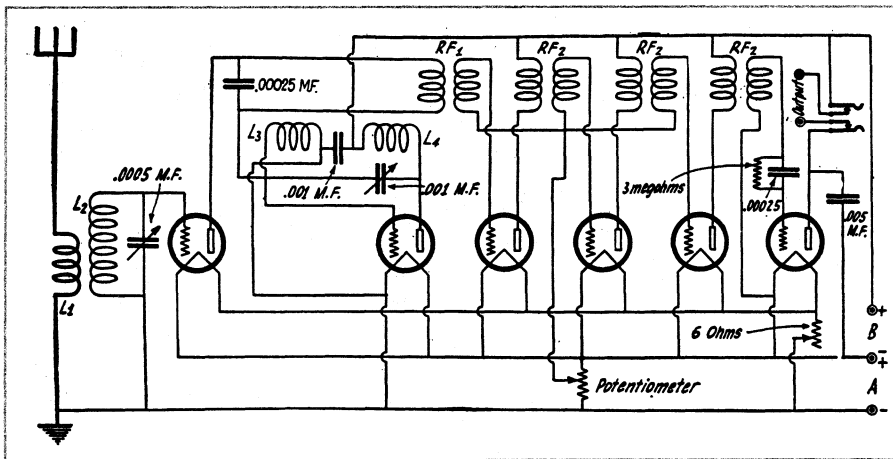 RF1
RF2
RF2
RF2
Output
.00025 MF.
L3
L4
.0005 M.F.
.001 M.F.
.001 M.F.
3 megohms
.00025
.005
M.F.
L2
L1
6 Ohms
+
B
-
+
A
-
Potentiometer